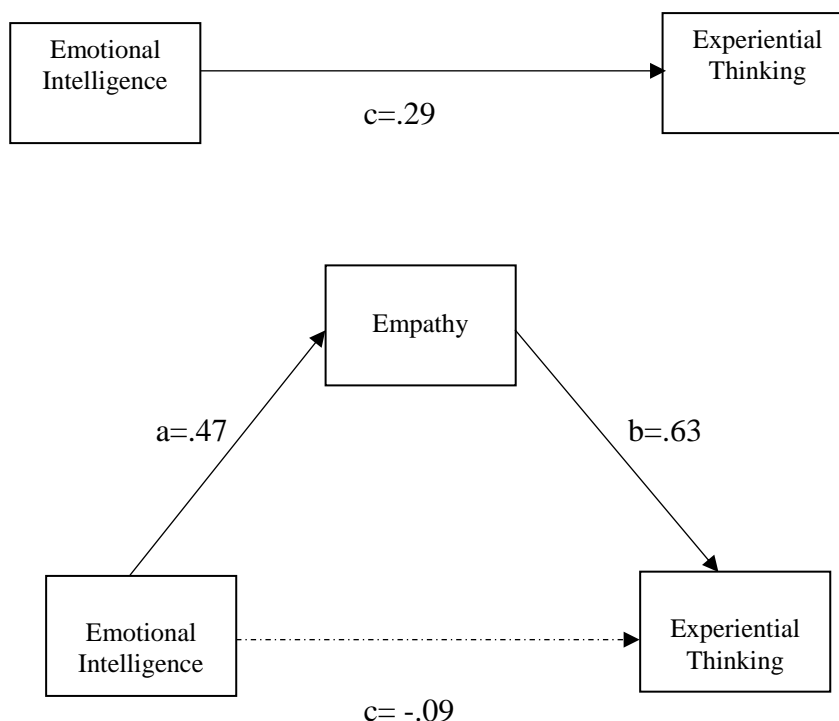 Emotional
Intelligence
Experiential
Thinking
c=.29
Empathy
a=.47
b=.63
Emotional
Intelligence
Experiential
Thinking
c= -.09